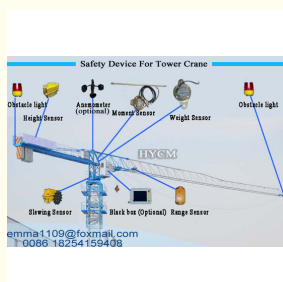 Safety Device For Tower Crane
Obstacle light
Height Sensor
Anemometer
(optional)
Moment Sensor
Weight Sensor
Obstacle light
HYCM
Slewing Sensor
Black box (Optional)
Range Sensor
emma1109@foxmail.com
0086 18254159408